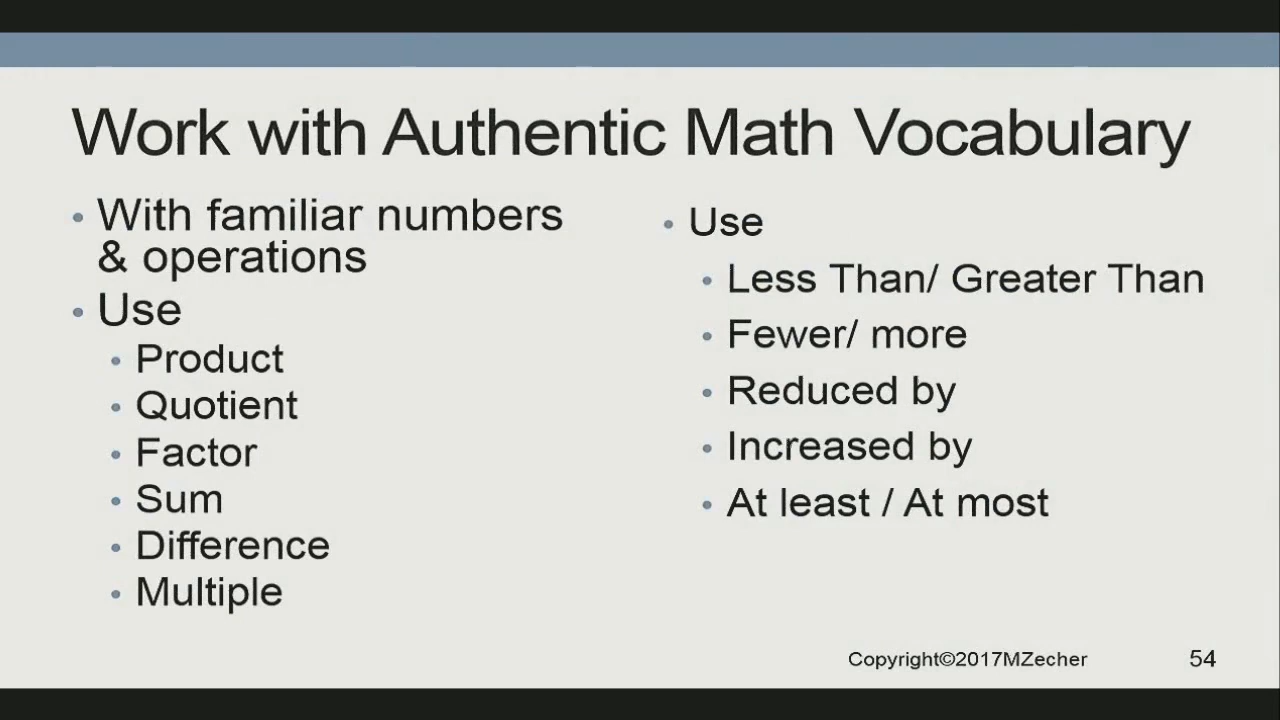 Work with Authentic Math Vocabulary
• With familiar numbers
& operations
• Use
• Product
• Quotient
• Factor
• Sum
• Difference
• Multiple
• Use
• Less Than/ Greater Than
• Fewer/ more
• Reduced by
• Increased by
• At least / At most
Copyright©2017MZecher
54